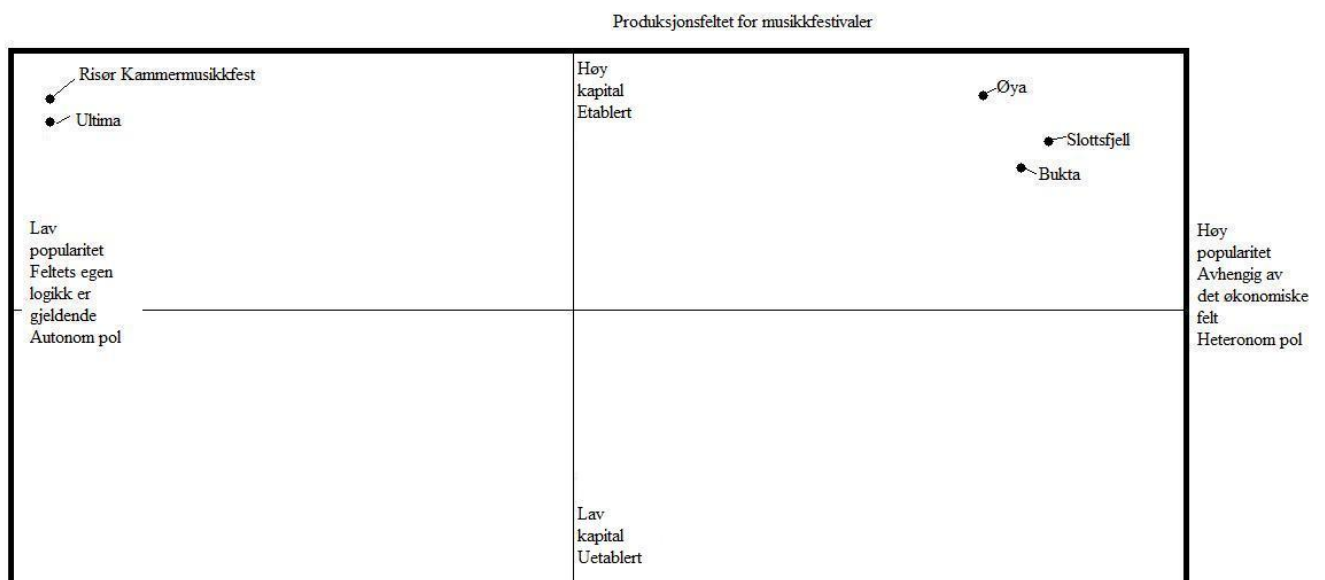 Produksjonsfeltet for musikkfestivaler
Risør Kammermusikkfest
Ultima
Høy
kapital
Etablert
Øya
Slottsfjell
Bukta
Lav
popularitet
Feltets egen
logikk er
gjeldende
Autonom pol
Høy
popularitet
Avhengig av
det økonomiske
felt
Heteronom pol
Lav
kapital
Uetablert